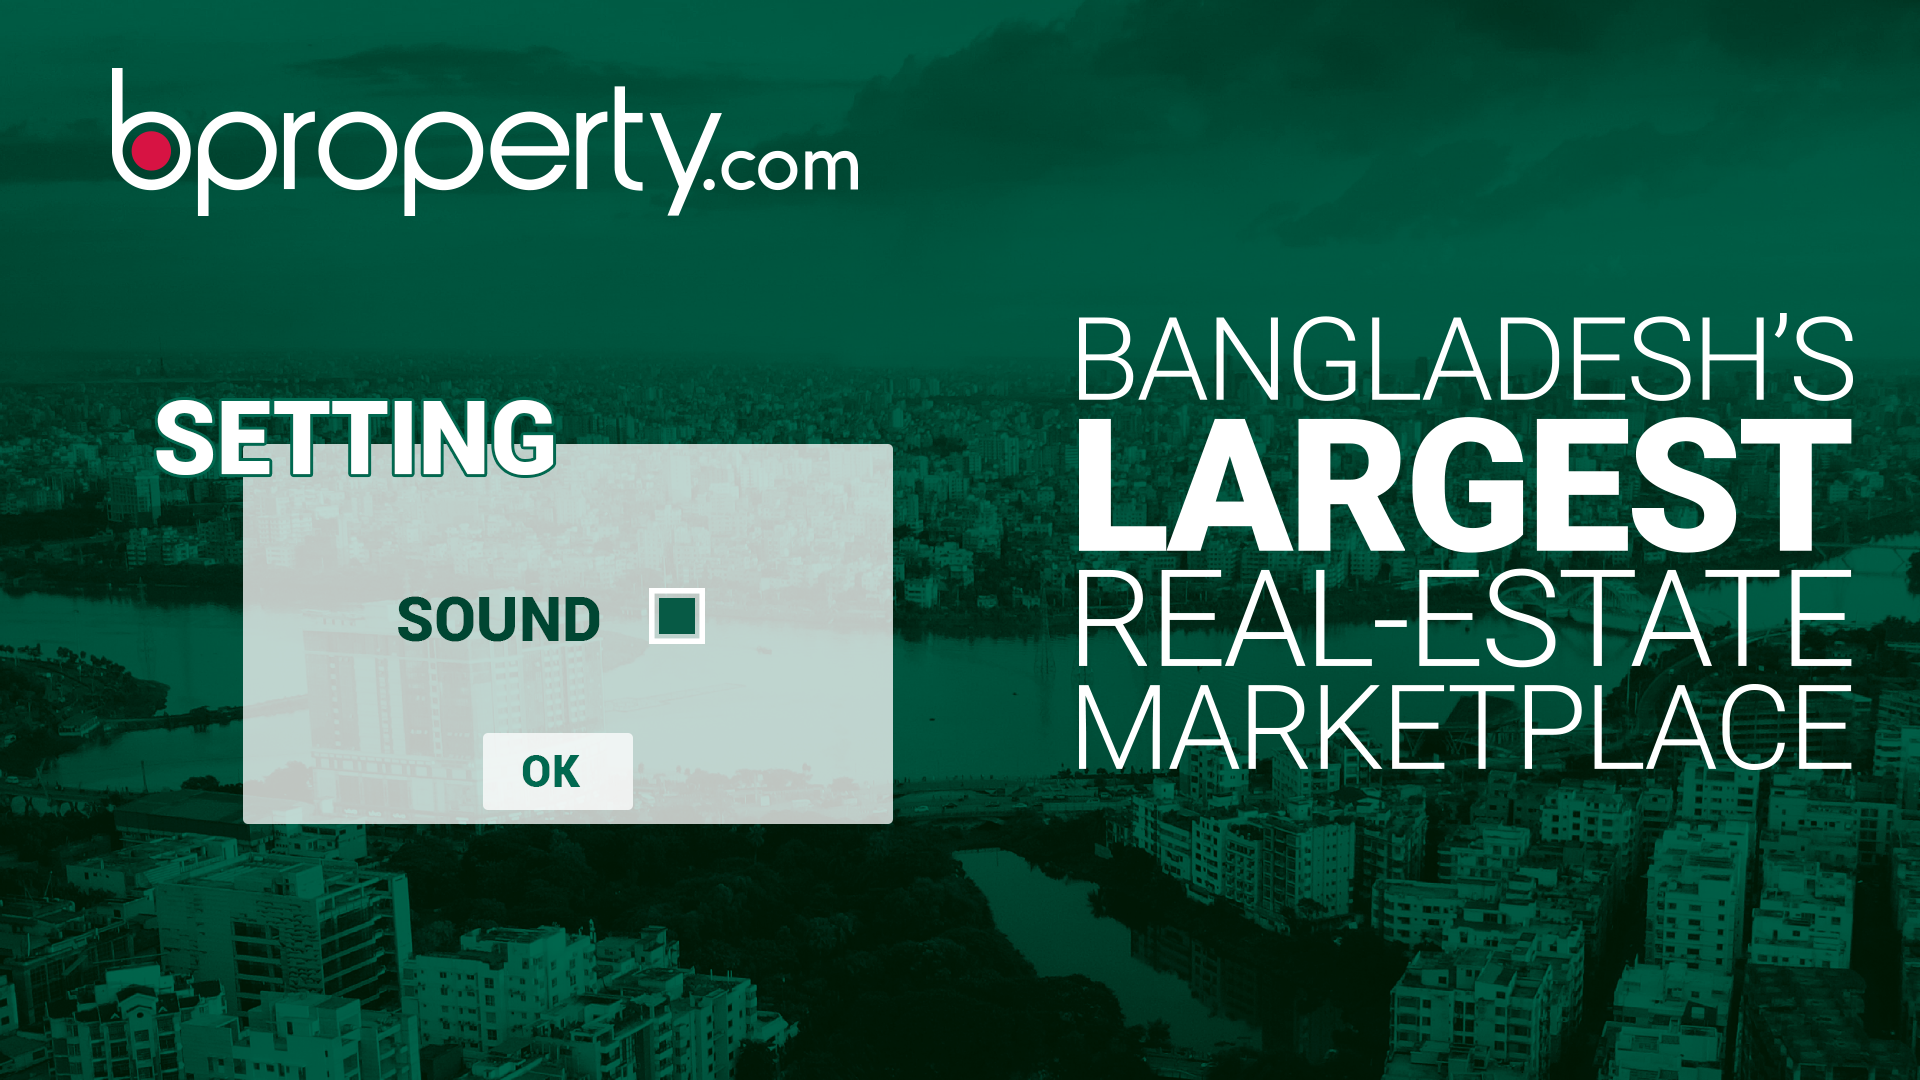 bproperty.com
SETTING
SOUND
OK
BANGLADESH’S
LARGEST
REAL-ESTATE
MARKETPLACE